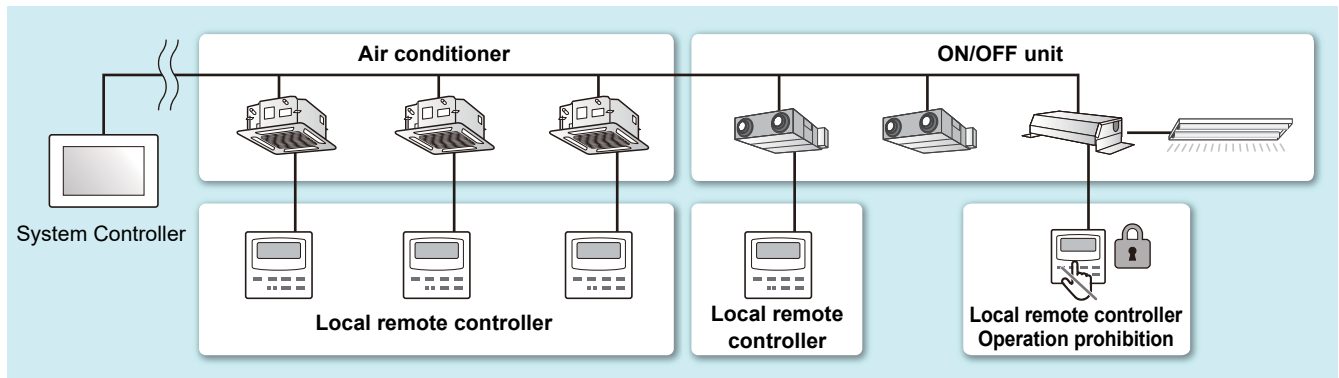 Air conditioner
ON/OFF unit
System Controller
Local remote controller
Local remote
controller
Local remote controller
Operation prohibition